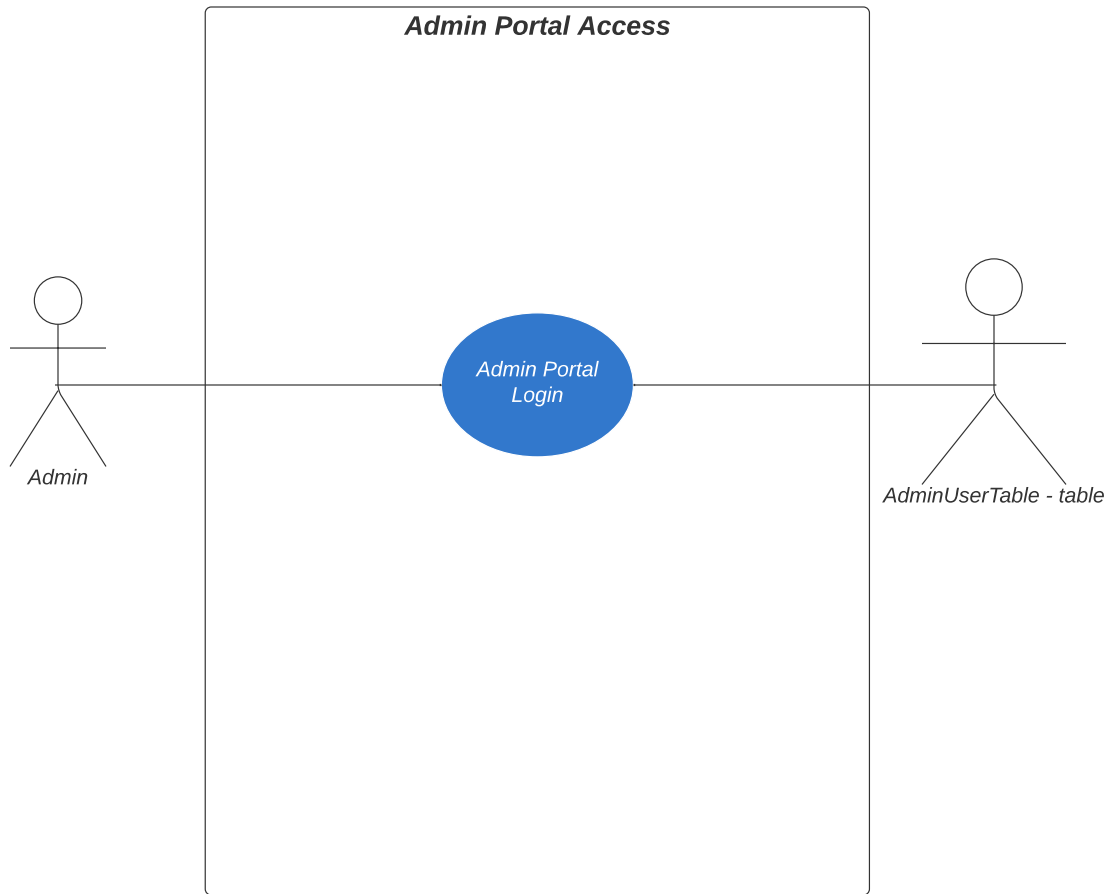 Admin Portal Access
Admin Portal
Login
Admin
AdminUserTable - table